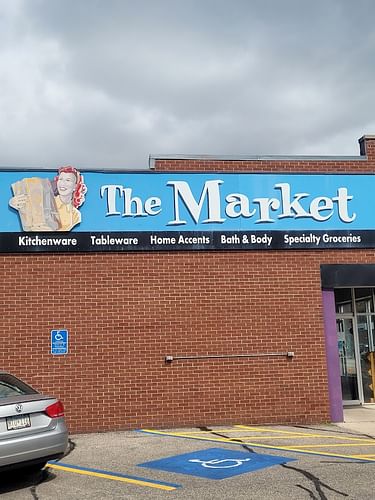 The Market
Kitchenware Tableware Home Accents Bath & Body Specialty Groceries